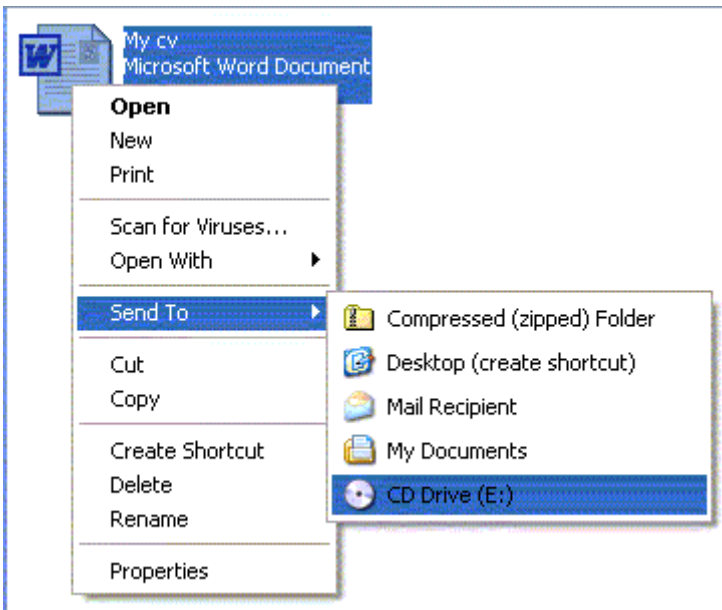 My cv
Microsoft Word Document
Open
New
Print
Scan for Viruses...
Open With
Send To
Cut
Copy
Create Shortcut
Delete
Rename
Properties
Compressed (zipped) Folder
Desktop (create shortcut)
Mail Recipient
My Documents
CD Drive (E:)